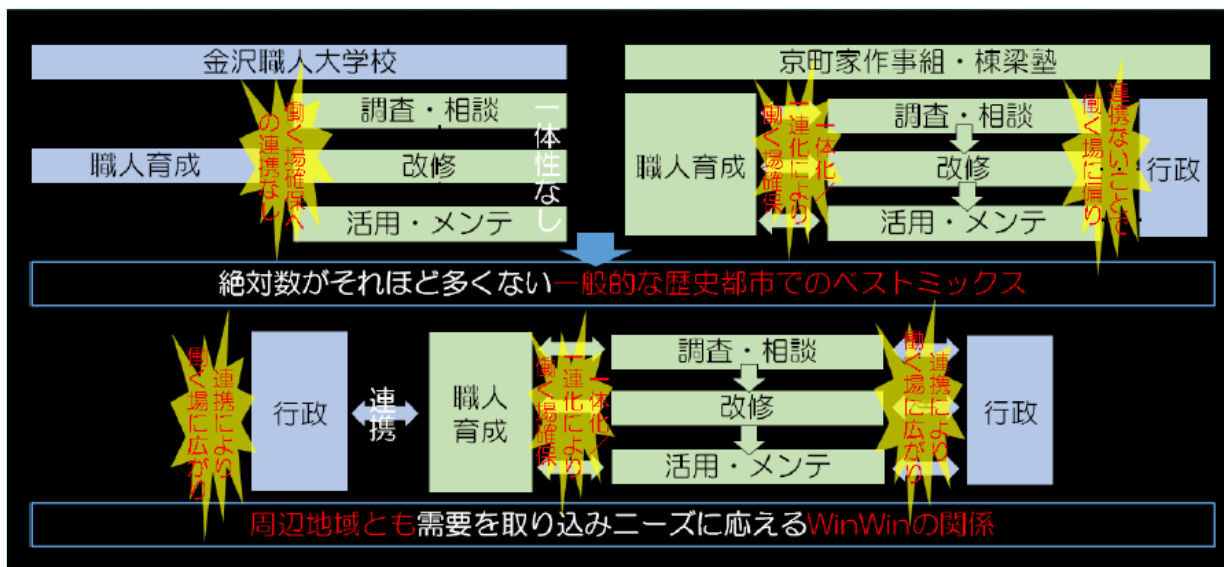 金沢職人大学校
職人育成
働く場確保へ
の連携なし
調査・相談
改修
活用・メンテ
一体性なし
京町家作事組・棟梁塾
職人育成
一体化／
一連化により
働く場確保
調査・相談
改修
活用・メンテ
連携ないことで
働く場に偏り
行政
絶対数がそれほど多くない一般的な歴史都市でのベストミックス
連携により
働く場に広がり
行政
連携
職人
育成
一体化／
一連化により
働く場確保
調査・相談
改修
活用・メンテ
連携により
働く場に広がり
行政
周辺地域とも需要を取り込みニーズに応えるWinWinの関係